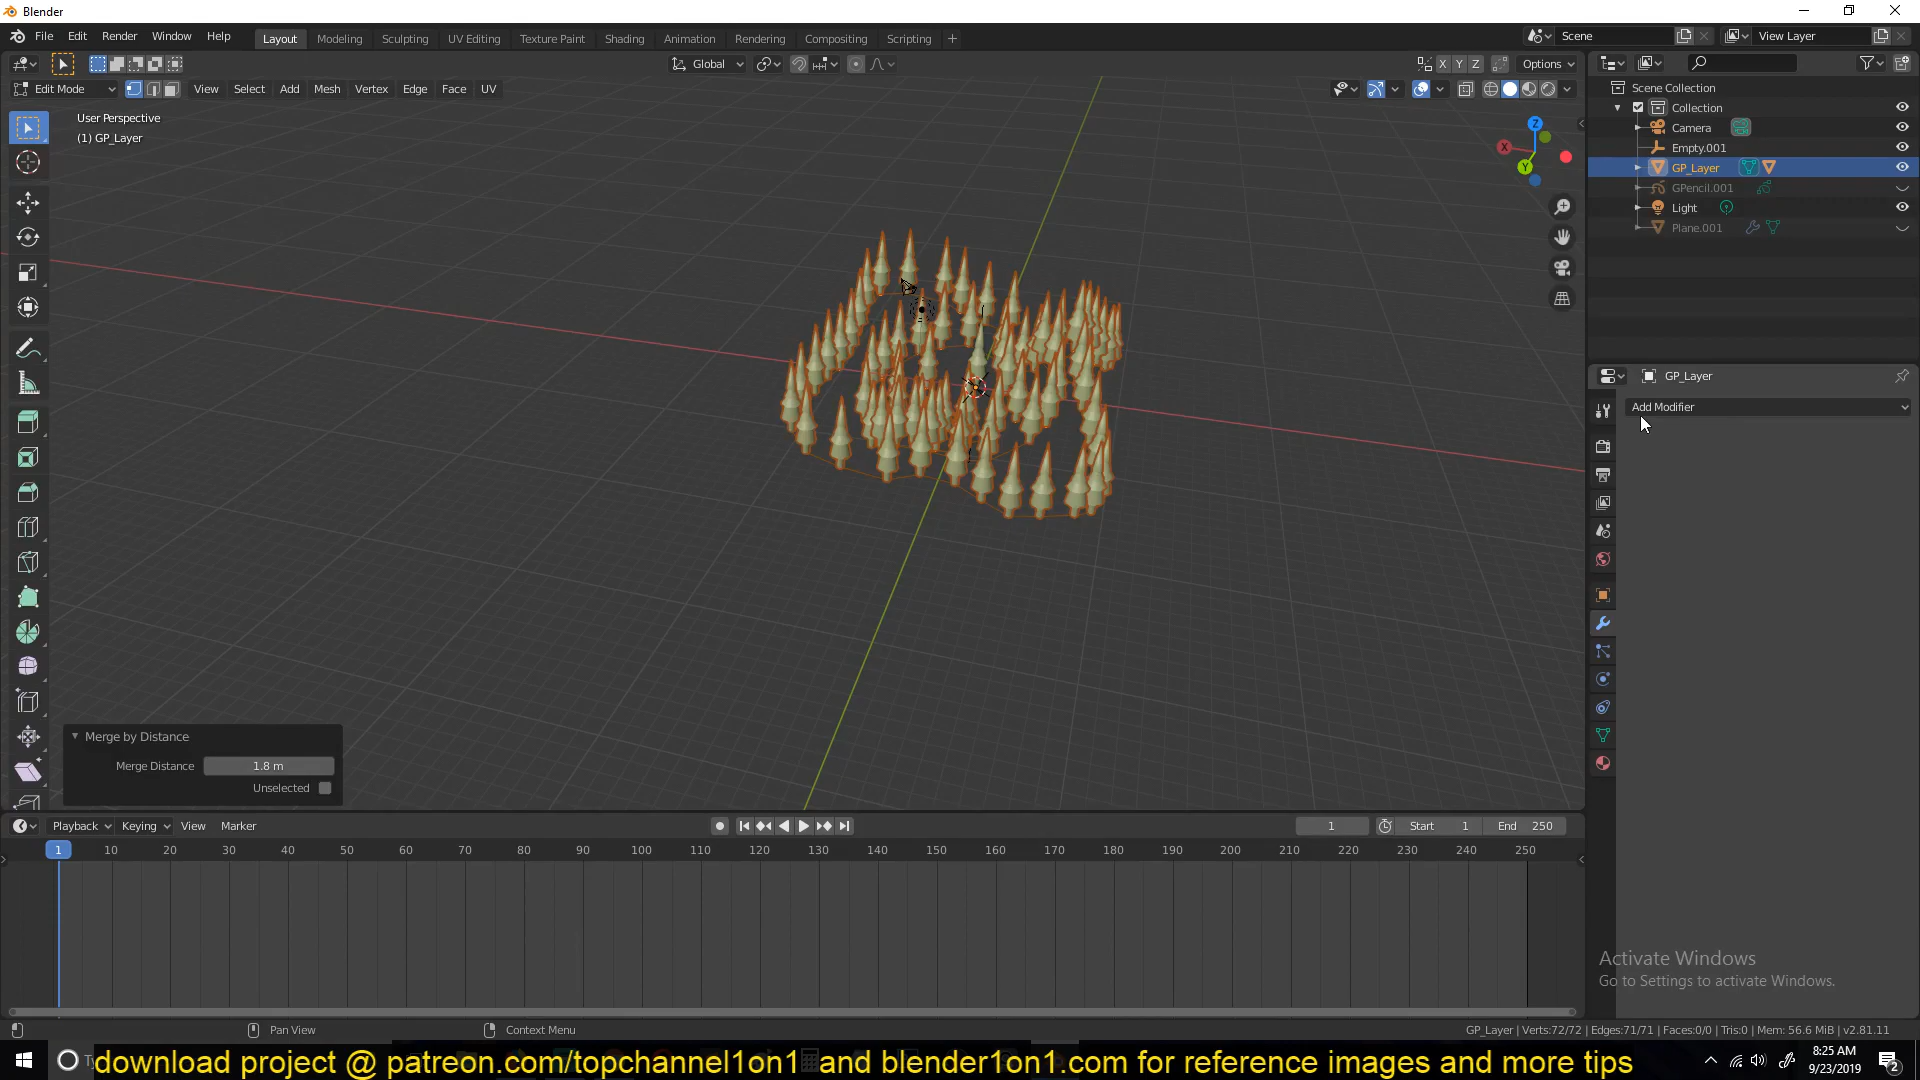 Blender
File Edit Render Window Help Layout Modeling Sculpting UV Editing Texture Paint Shading Animation Rendering Compositing Scripting + Scene View Layer
Global X Y Z Options
Edit Mode View Select Add Mesh Vertex Edge Face UV
User Perspective
(1) GP_Layer
Z
X
Y
Scene Collection
Collection
Camera
Empty.001
GP_Layer
GPencil.001
Light
Plane.001
GP_Layer
Add Modifier
Merge by Distance
Merge Distance 1.8 m
Unselected
Playback Keying View Marker 1 Start 1 End 250
1 10 20 30 40 50 60 70 80 90 100 110 120 130 140 150 160 170 180 190 200 210 220 230 240 250
Activate Windows
Go to Settings to activate Windows.
Pan View Context Menu GP_Layer | Verts:72/72 | Edges:71/71 | Faces:0/0 | Tris:0 | Mem: 56.6 MiB | v2.81.11
download project @ patreon.com/topchannel1on1 and blender1on1.com for reference images and more tips
8:25 AM
9/23/2019
2